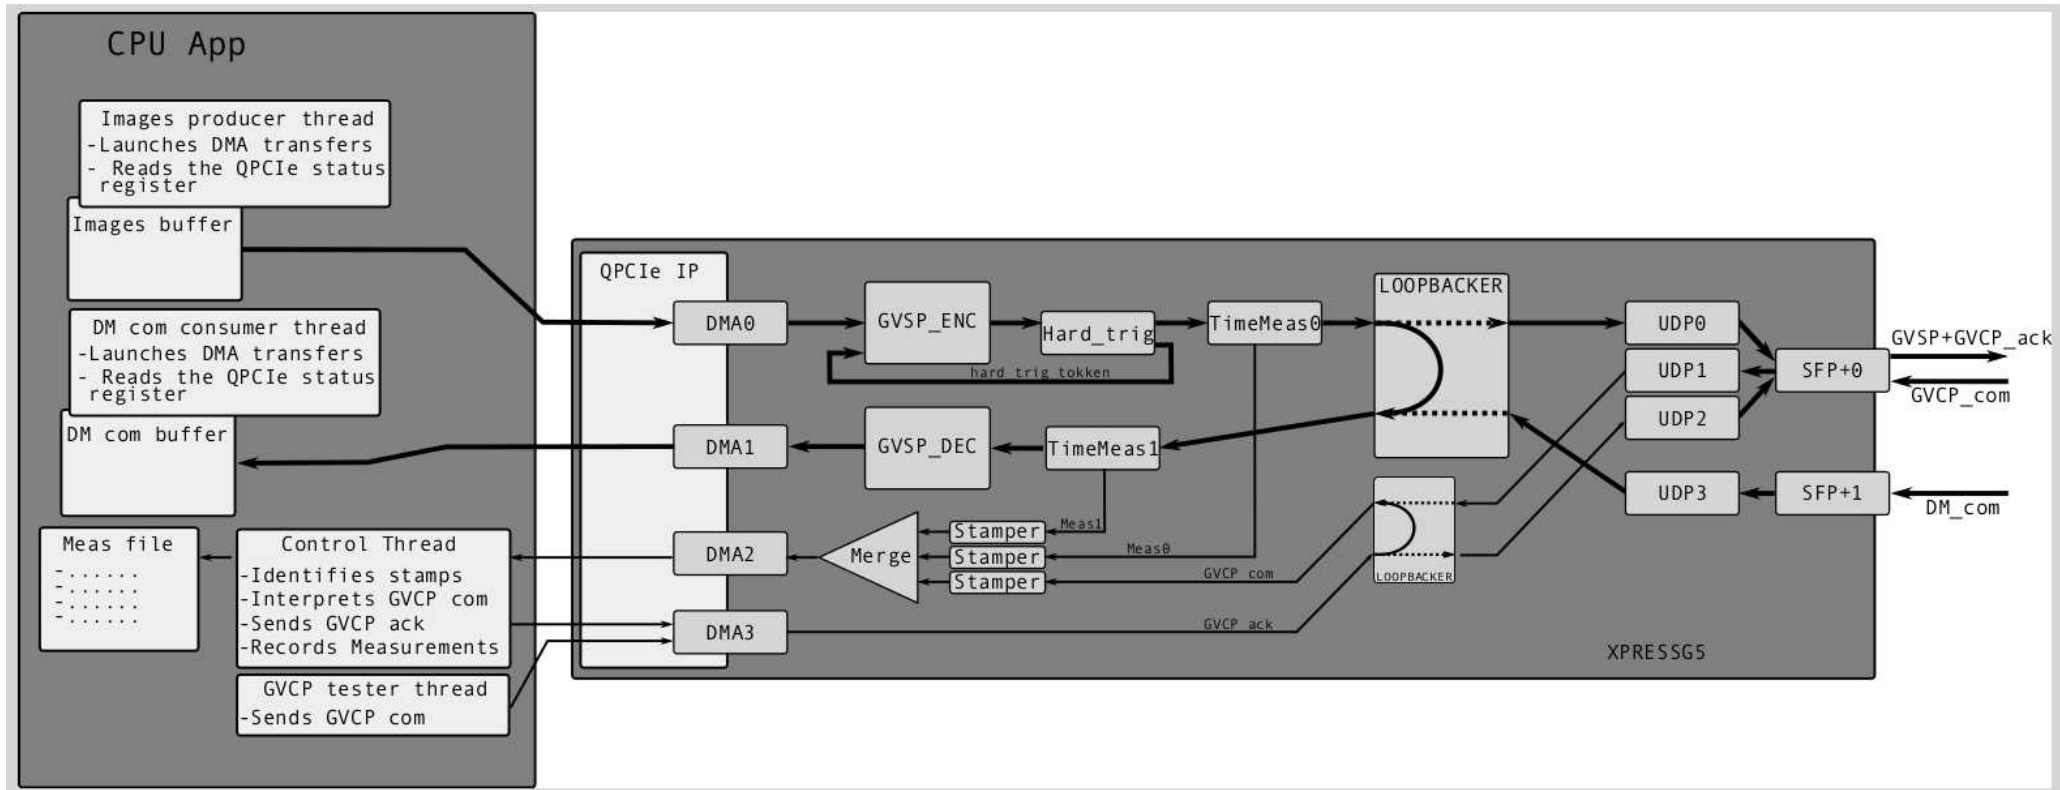 CPU App
Images producer thread
-Launches DMA transfers
- Reads the QPCIe status
register
Images buffer
DM com consumer thread
-Launches DMA transfers
- Reads the QPCIe status
register
DM com buffer
Meas file
-......
-......
-......
-......
Control Thread
-Identifies stamps
-Interprets GVCP com
-Sends GVCP ack
-Records Measurements
GVCP tester thread
-Sends GVCP com
QPCIe IP
DMA0
DMA1
DMA2
DMA3
GVSP_ENC
Hard_trig
hard trig tokken
TimeMeas0
LOOPBACKER
GVSP_DEC
TimeMeas1
Merge
Stamper
Stamper
Stamper
Meas1
Meas0
GVCP com
GVCP ack
LOOPBACKER
UDP0
UDP1
UDP2
UDP3
SFP+0
SFP+1
GVSP+GVCP_ack
GVCP_com
DM_com
XPRESSG5